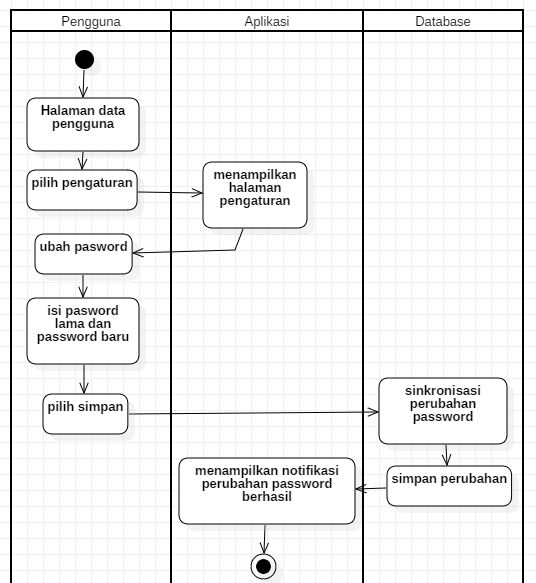 Pengguna
Aplikasi
Database
Halaman data
pengguna
pilih pengaturan
menampilkan
halaman
pengaturan
ubah pasword
isi pasword
lama dan
password baru
pilih simpan
sinkronisasi
perubahan
password
simpan perubahan
menampilkan notifikasi
perubahan password
berhasil